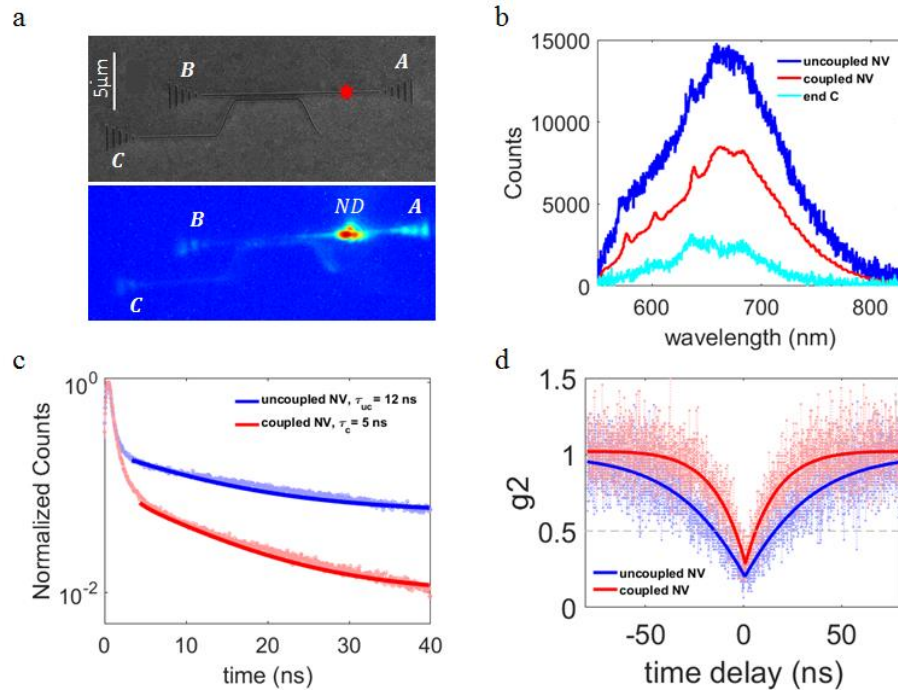 a
5μm
B
A
C
B
ND
A
C
b
15000
10000
5000
0
Counts
uncoupled NV
coupled NV
end C
600
700
800
wavelength (nm)
c
10⁰
10⁻²
Normalized Counts
uncoupled NV, τuc = 12 ns
coupled NV, τc = 5 ns
0
10
20
30
40
time (ns)
d
1.5
1
0.5
0
g2
uncoupled NV
coupled NV
-50
0
50
time delay (ns)